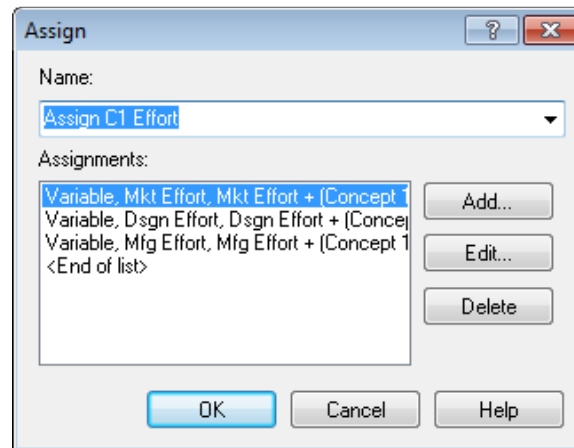 Assign
Name:
Assign C1 Effort
Assignments:
Variable, Mkt Effort, Mkt Effort + (Concept 1
Variable, Dsgn Effort, Dsgn Effort + (Concep
Variable, Mfg Effort, Mfg Effort + (Concept 1
<End of list>
Add...
Edit...
Delete
OK
Cancel
Help